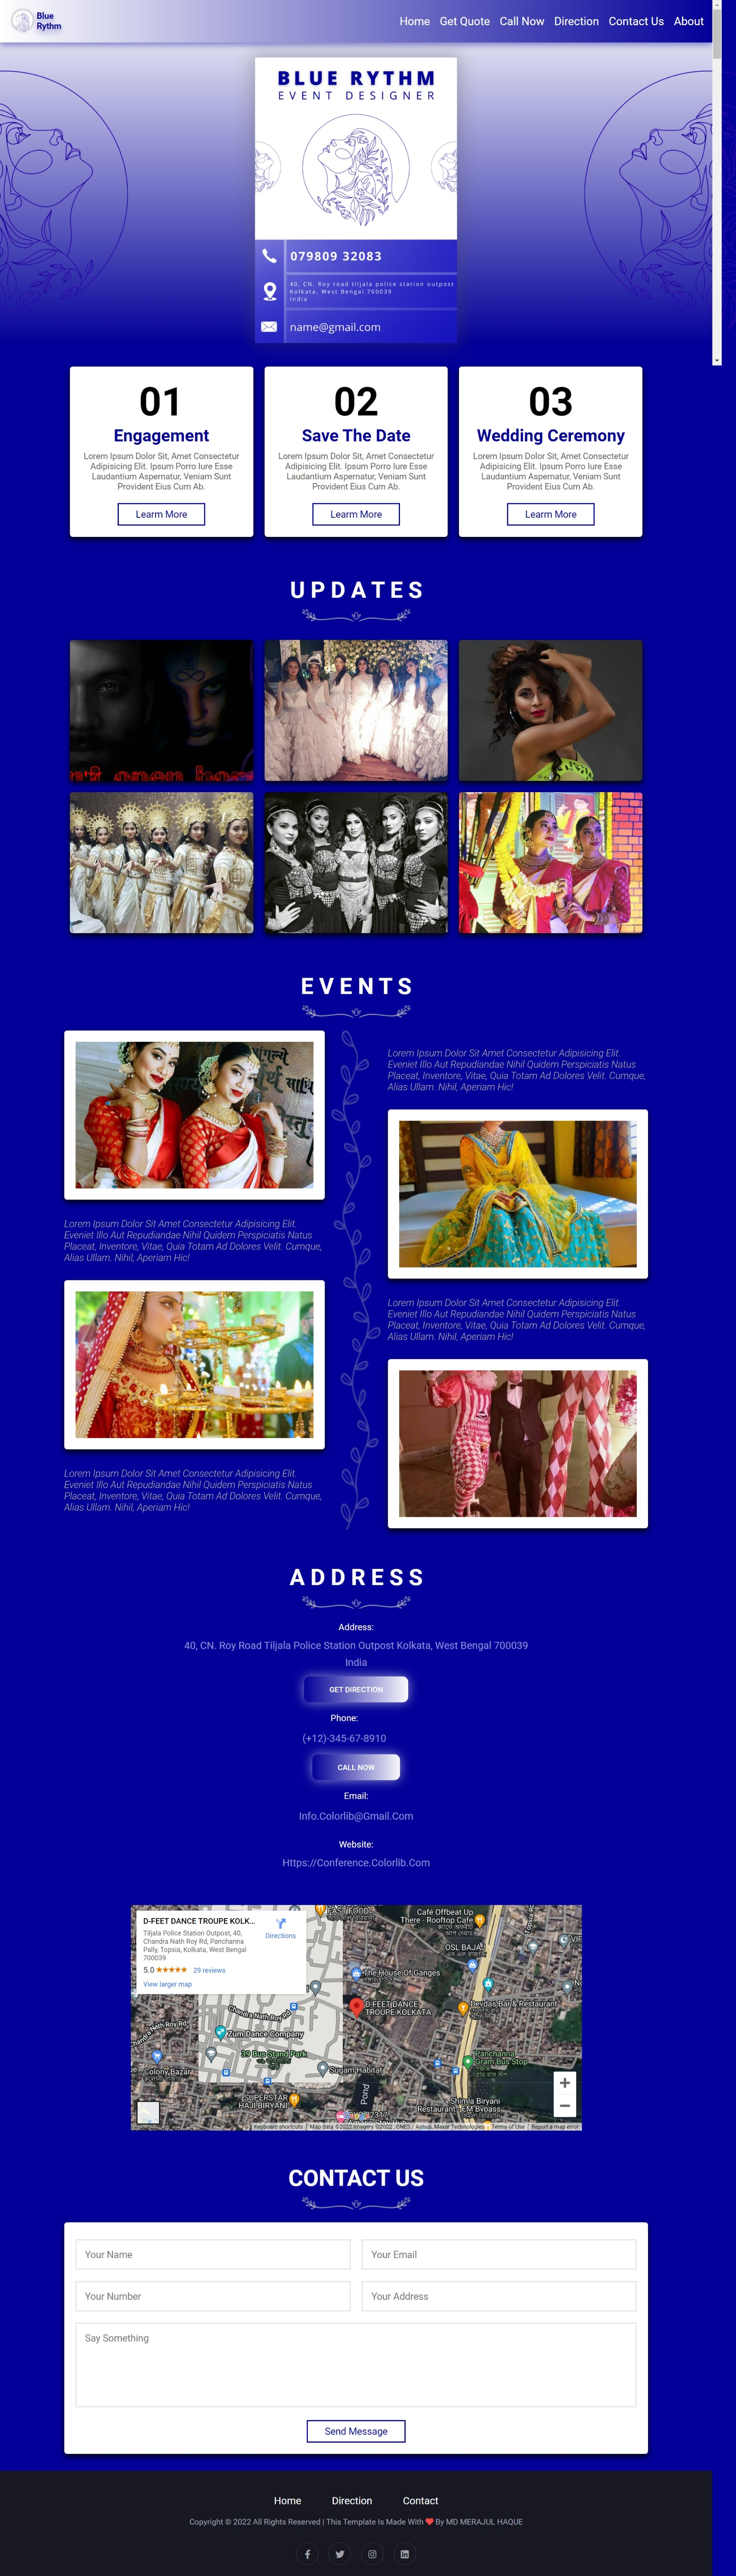 Blue
Rythm
Home Get Quote Call Now Direction Contact Us About
BLUE RYTHM
EVENT DESIGNER
079809 32083
40. CN. Roy road tiljala police station outpost
Kolkata, West Bengal 700039
India
name@gmail.com
01
Engagement
Lorem Ipsum Dolor Sit, Amet Consectetur
Adipisicing Elit. Ipsum Porro Iure Esse
Laudantium Aspernatur, Veniam Sunt
Provident Eius Cum Ab.
Learm More
02
Save The Date
Lorem Ipsum Dolor Sit, Amet Consectetur
Adipisicing Elit. Ipsum Porro Iure Esse
Laudantium Aspernatur, Veniam Sunt
Provident Eius Cum Ab.
Learm More
03
Wedding Ceremony
Lorem Ipsum Dolor Sit, Amet Consectetur
Adipisicing Elit. Ipsum Porro Iure Esse
Laudantium Aspernatur, Veniam Sunt
Provident Eius Cum Ab.
Learm More
UPDATES
EVENTS
Lorem Ipsum Dolor Sit Amet Consectetur Adipisicing Elit.
Eveniet Illo Aut Repudiandae Nihil Quidem Perspiciatis Natus
Placeat, Inventore, Vitae, Quia Totam Ad Dolores Velit. Cumque,
Alias Ullam. Nihil, Aperiam Hic!
Lorem Ipsum Dolor Sit Amet Consectetur Adipisicing Elit.
Eveniet Illo Aut Repudiandae Nihil Quidem Perspiciatis Natus
Placeat, Inventore, Vitae, Quia Totam Ad Dolores Velit. Cumque,
Alias Ullam. Nihil, Aperiam Hic!
Lorem Ipsum Dolor Sit Amet Consectetur Adipisicing Elit.
Eveniet Illo Aut Repudiandae Nihil Quidem Perspiciatis Natus
Placeat, Inventore, Vitae, Quia Totam Ad Dolores Velit. Cumque,
Alias Ullam. Nihil, Aperiam Hic!
Lorem Ipsum Dolor Sit Amet Consectetur Adipisicing Elit.
Eveniet Illo Aut Repudiandae Nihil Quidem Perspiciatis Natus
Placeat, Inventore, Vitae, Quia Totam Ad Dolores Velit. Cumque,
Alias Ullam. Nihil, Aperiam Hic!
ADDRESS
Address:
40, CN. Roy Road Tiljala Police Station Outpost Kolkata, West Bengal 700039
India
GET DIRECTION
Phone:
(+12)-345-67-8910
CALL NOW
Email:
Info.Colorlib@Gmail.Com
Website:
Https://Conference.Colorlib.Com
D-FEET DANCE TROUPE KOLK...
Tiljala Police Station Outpost, 40,
Chandra Nath Roy Rd, Panchanna
Pally, Topsia, Kolkata, West Bengal
700039
Directions
5.0 29 reviews
View larger map
FAST FOOD
Café Offbeat Up
There - Rooftop Cafe
OSL BAJAJ
The House Of Ganges
D-FEET DANCE
TROUPE KOLKATA
Devdas Bar & Restaurant
Chandra Nath Roy Rd
Zum Dance Company
39 Bus Stand Park
Panchanna
Gram Bus Stop
Colony Bazar
Sugam Habitat
SUPERSTAR
HAJI BIRYANI
Pond
Shimla Biryani
Restaurant- EM Bypass
Keyboard shortcuts Map data ©2022 Imagery ©2022 , CNES / Airbus, Maxar Technologies Terms of Use Report a map error
CONTACT US
Your Name
Your Email
Your Number
Your Address
Say Something
Send Message
Home Direction Contact
Copyright © 2022 All Rights Reserved | This Template Is Made With ❤ By MD MERAJUL HAQUE